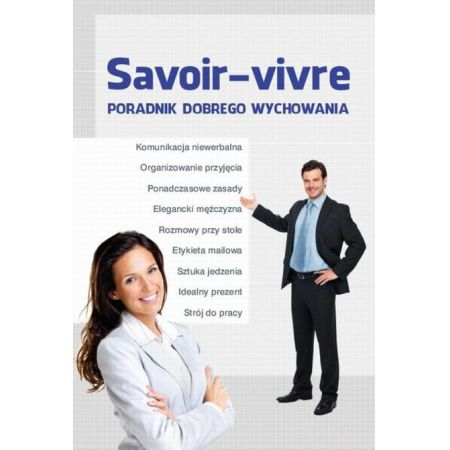 Savoir-vivre
PORADNIK DOBREGO WYCHOWANIA
Komunikacja niewerbalna
Organizowanie przyjęcia
Ponadczasowe zasady
Elegancki mężczyzna
Rozmowy przy stole
Etykieta mailowa
Sztuka jedzenia
Idealny prezent
Strój do pracy